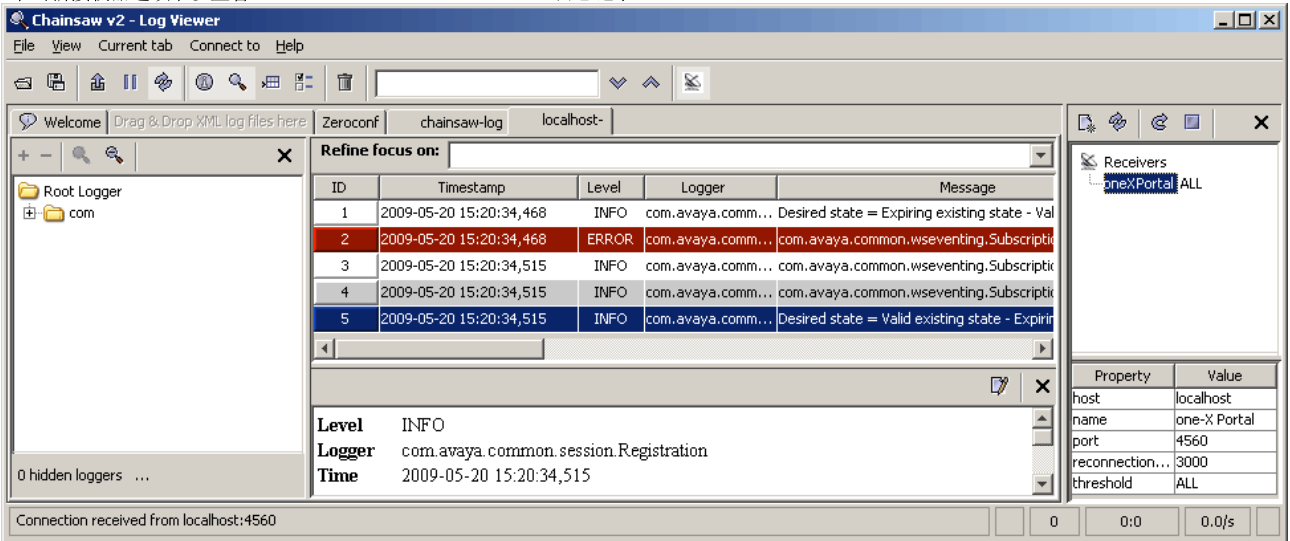 Chainsaw v2 - Log Viewer
File View Current tab Connect to Help
Welcome Drag & Drop XML log files here Zeroconf chainsaw-log localhost-
Refine focus on:
Root Logger
com
0 hidden loggers ...
ID Timestamp Level Logger Message
1 2009-05-20 15:20:34,468 INFO com.avaya.comm... Desired state = Expiring existing state - Val
2 2009-05-20 15:20:34,468 ERROR com.avaya.comm... com.avaya.common.wseventing.Subscriptic
3 2009-05-20 15:20:34,515 INFO com.avaya.comm... com.avaya.common.wseventing.Subscriptic
4 2009-05-20 15:20:34,515 INFO com.avaya.comm... com.avaya.common.wseventing.Subscriptic
5 2009-05-20 15:20:34,515 INFO com.avaya.comm... Desired state = Valid existing state - Expirin
Level INFO
Logger com.avaya.common.session.Registration
Time 2009-05-20 15:20:34,515
Receivers
oneXPortal ALL
Property Value
host localhost
name one-X Portal
port 4560
reconnection... 3000
threshold ALL
Connection received from localhost:4560
0 0:0 0.0/s